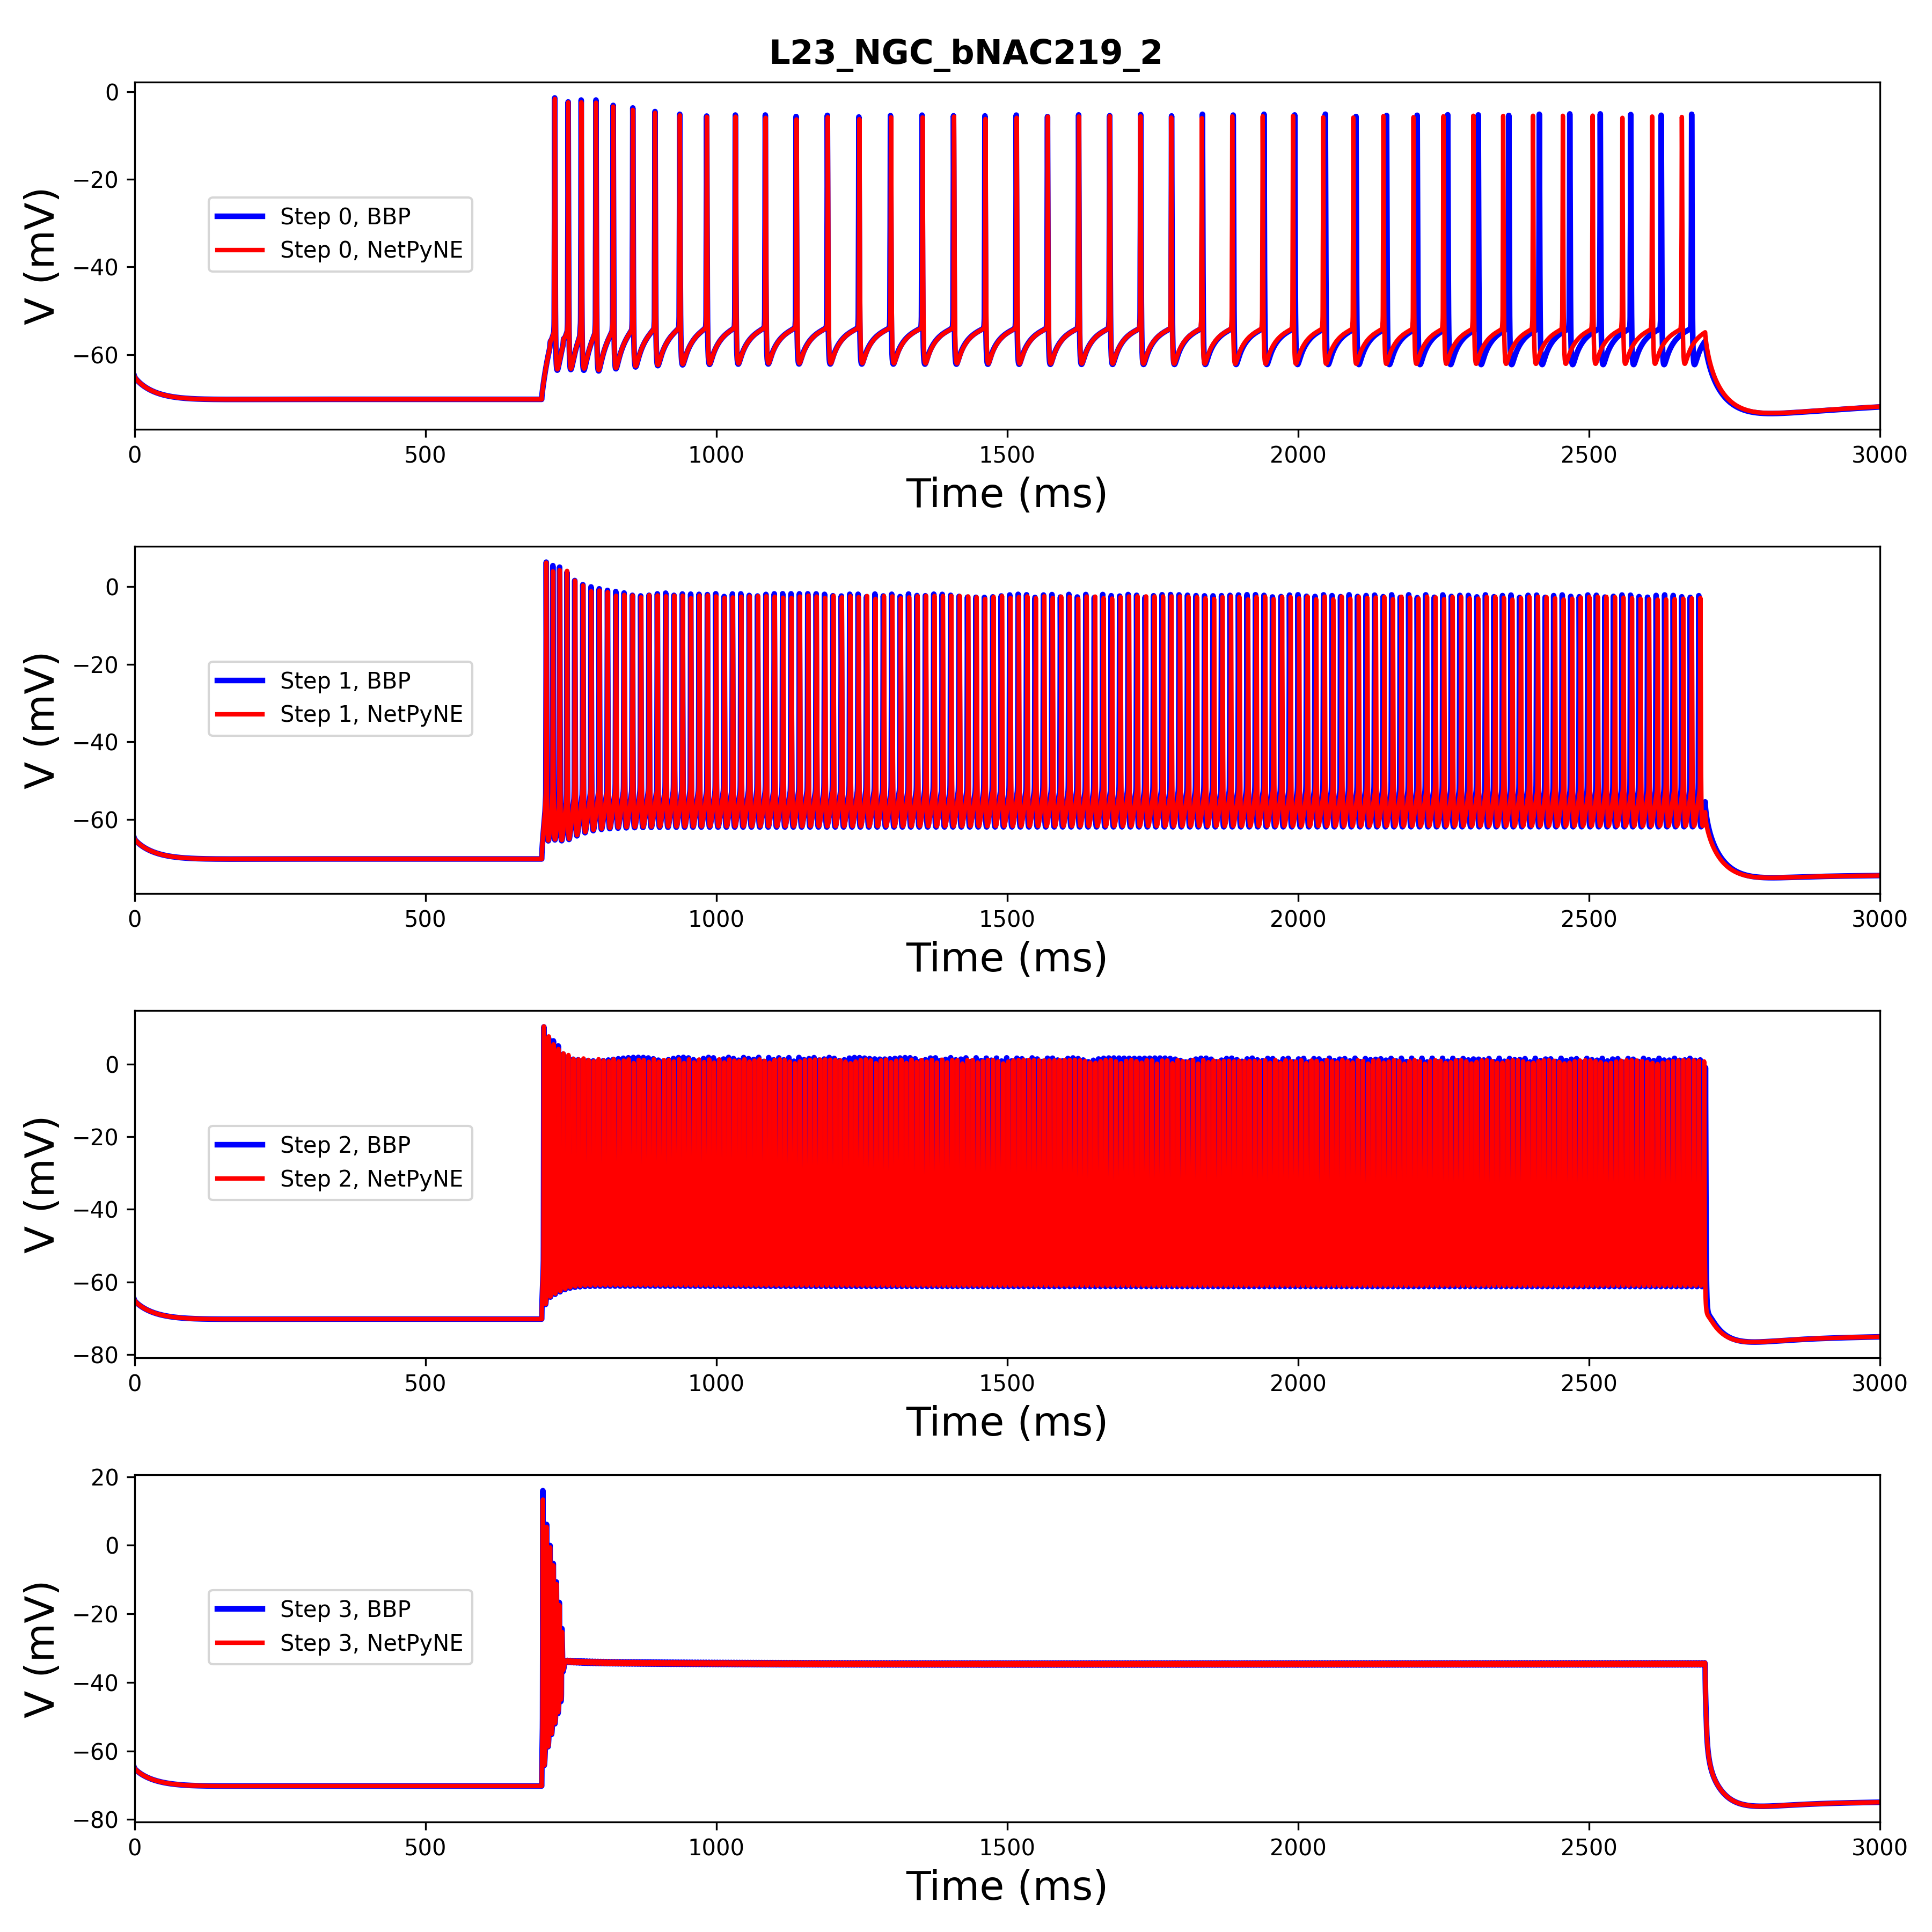 L23_NGC_bNAC219_2
0
−20
−40
−60
V (mV)
Step 0, BBP
Step 0, NetPyNE
0 500 1000 1500 2000 2500 3000
Time (ms)
0
−20
−40
−60
V (mV)
Step 1, BBP
Step 1, NetPyNE
0 500 1000 1500 2000 2500 3000
Time (ms)
0
−20
−40
−60
−80
V (mV)
Step 2, BBP
Step 2, NetPyNE
0 500 1000 1500 2000 2500 3000
Time (ms)
20
0
−20
−40
−60
−80
V (mV)
Step 3, BBP
Step 3, NetPyNE
0 500 1000 1500 2000 2500 3000
Time (ms)